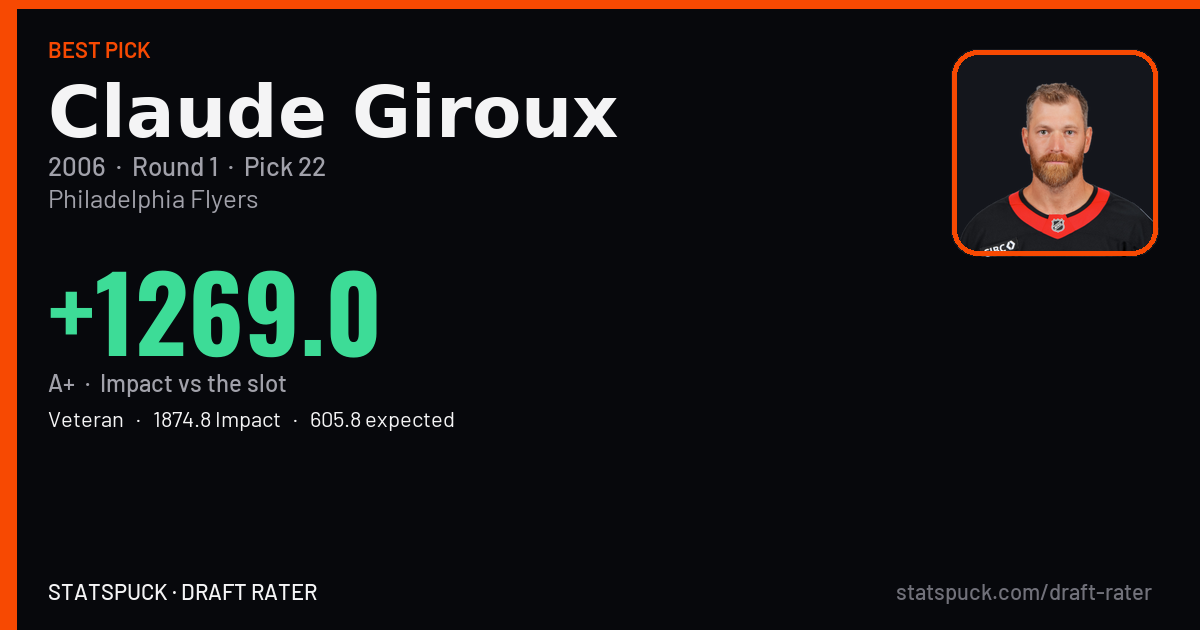 BEST PICK
Claude Giroux
2006 · Round 1 · Pick 22
Philadelphia Flyers
+1269.0
A+ · Impact vs the slot
Veteran · 1874.8 Impact · 605.8 expected
STATSPUCK · DRAFT RATER
statspuck.com/draft-rater